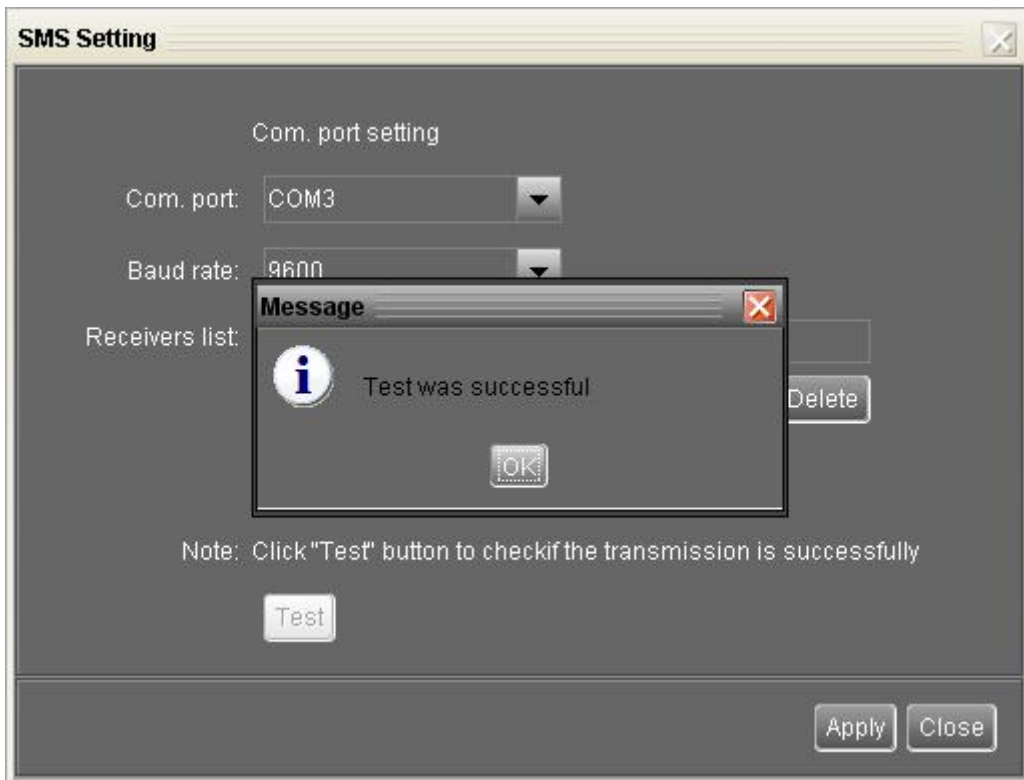 SMS Setting
Com. port setting
Com. port: COM3
Baud rate: 9600
Message
Receivers list:
i
Test was successful
Delete
OK
Note: Click "Test" button to checkif the transmission is successfully
Test
Apply Close